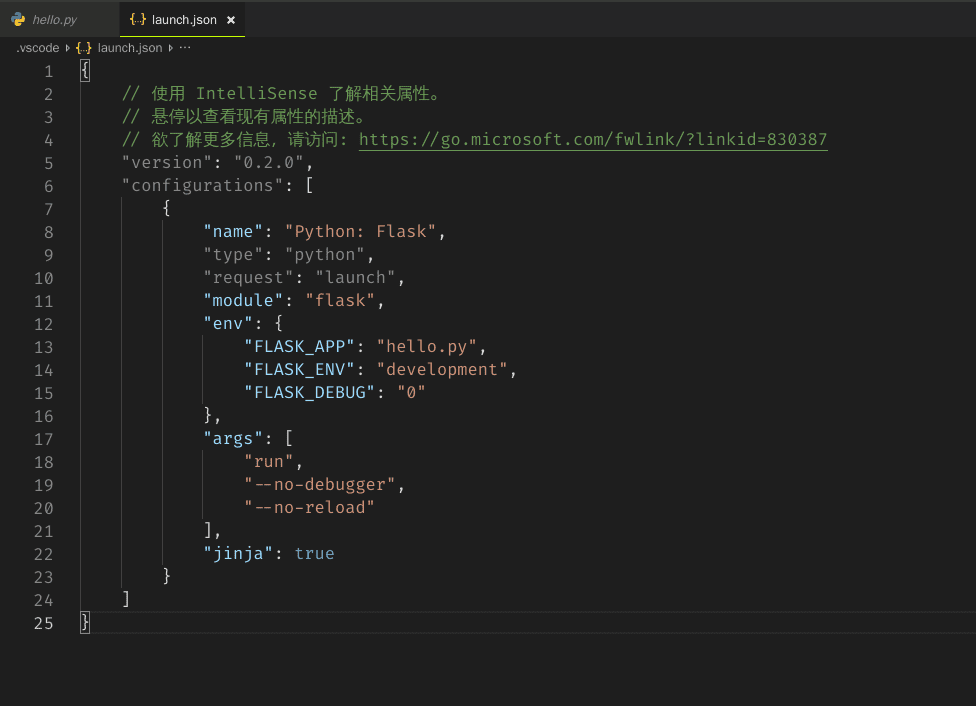 hello.py
{..} launch.json ×
.vscode {..} launch.json ...
1 {
2 // 使用 IntelliSense 了解相关属性。
3 // 悬停以查看现有属性的描述。
4 // 欲了解更多信息，请访问: https://go.microsoft.com/fwlink/?linkid=830387
5 "version": "0.2.0",
6 "configurations": [
7 {
8 "name": "Python: Flask",
9 "type": "python",
10 "request": "launch",
11 "module": "flask",
12 "env": {
13 "FLASK_APP": "hello.py",
14 "FLASK_ENV": "development",
15 "FLASK_DEBUG": "0"
16 },
17 "args": [
18 "run",
19 "--no-debugger",
20 "--no-reload"
21 ],
22 "jinja": true
23 }
24 ]
25 }